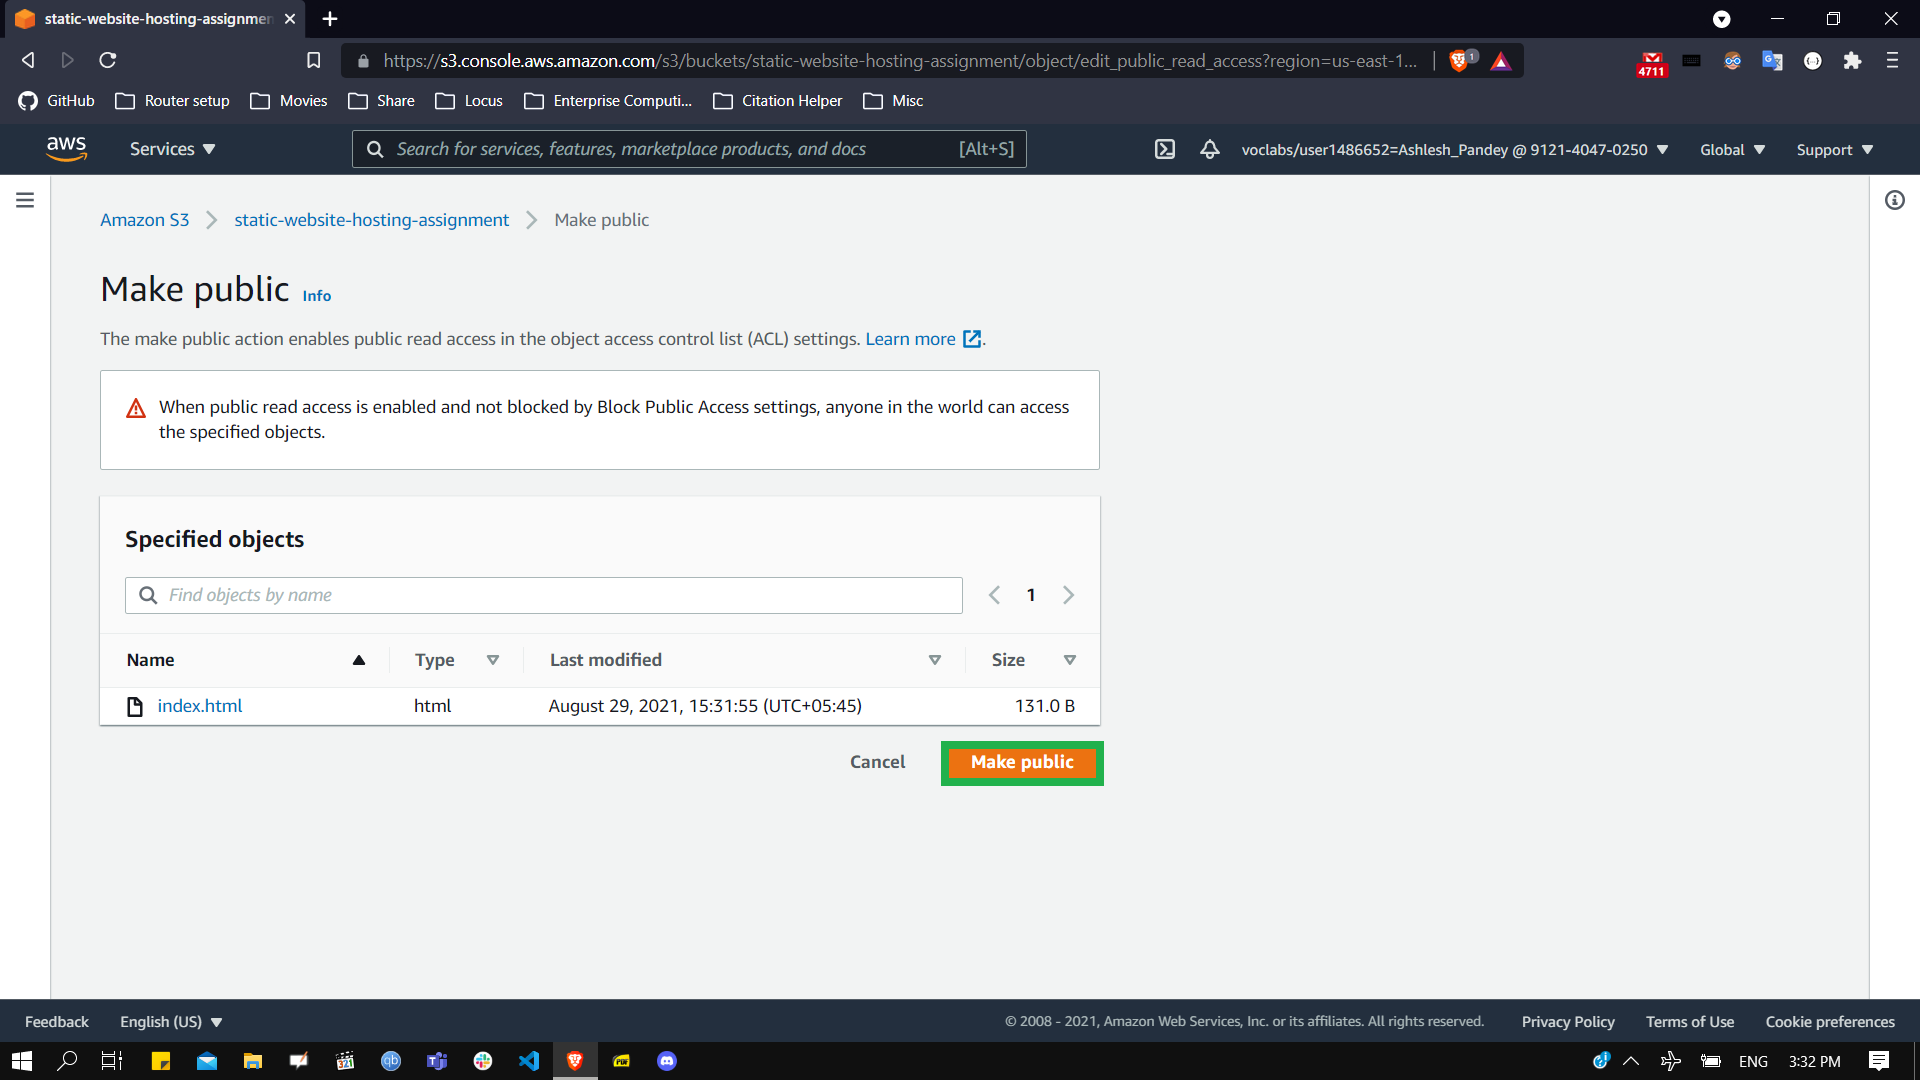 static-website-hosting-assignmen
https://s3.console.aws.amazon.com/s3/buckets/static-website-hosting-assignment/object/edit_public_read_access?region=us-east-1...
1
4711
GitHub Router setup Movies Share Locus Enterprise Computi... Citation Helper Misc
aws Services Search for services, features, marketplace products, and docs [Alt+S] voclabs/user1486652=Ashlesh_Pandey @ 9121-4047-0250 Global Support
Amazon S3 static-website-hosting-assignment Make public
Make public Info
The make public action enables public read access in the object access control list (ACL) settings. Learn more.
When public read access is enabled and not blocked by Block Public Access settings, anyone in the world can access
the specified objects.
Specified objects
Find objects by name 1
Name Type Last modified Size
index.html html August 29, 2021, 15:31:55 (UTC+05:45) 131.0 B
Cancel Make public
Feedback English (US) © 2008 - 2021, Amazon Web Services, Inc. or its affiliates. All rights reserved. Privacy Policy Terms of Use Cookie preferences
321 qb PDF ENG 3:32 PM